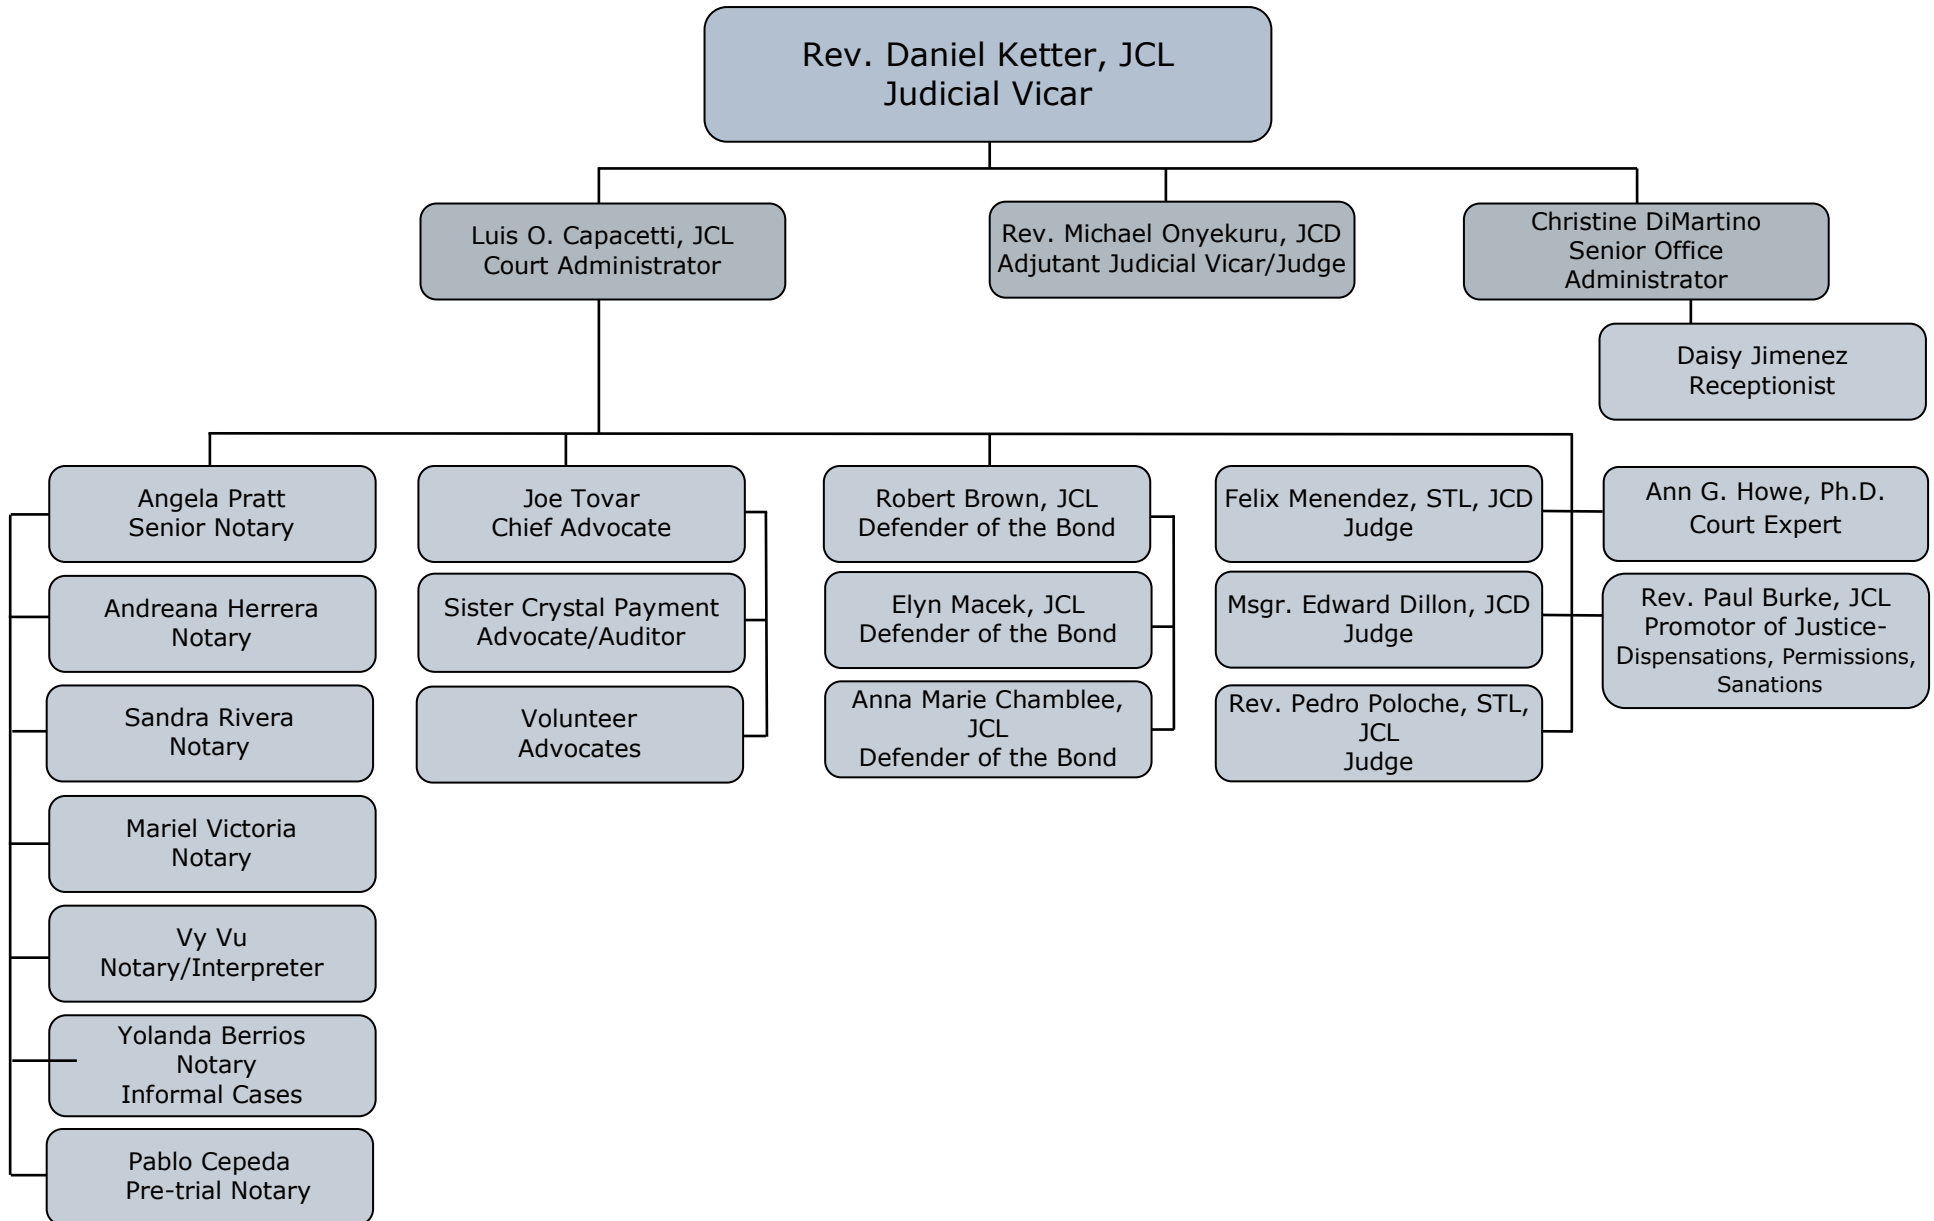 Rev. Daniel Ketter, JCL
Judicial Vicar
Luis O. Capacetti, JCL
Court Administrator
Rev. Michael Onyekuru, JCD
Adjutant Judicial Vicar/Judge
Christine DiMartino
Senior Office
Administrator
Daisy Jimenez
Receptionist
Angela Pratt
Senior Notary
Andreana Herrera
Notary
Sandra Rivera
Notary
Mariel Victoria
Notary
Vy Vu
Notary/Interpreter
Yolanda Berrios
Notary
Informal Cases
Pablo Cepeda
Pre-trial Notary
Joe Tovar
Chief Advocate
Sister Crystal Payment
Advocate/Auditor
Volunteer
Advocates
Robert Brown, JCL
Defender of the Bond
Elyn Macek, JCL
Defender of the Bond
Anna Marie Chamblee,
JCL
Defender of the Bond
Felix Menendez, STL, JCD
Judge
Msgr. Edward Dillon, JCD
Judge
Rev. Pedro Poloche, STL,
JCL
Judge
Ann G. Howe, Ph.D.
Court Expert
Rev. Paul Burke, JCL
Promotor of Justice-
Dispensations, Permissions,
Sanations